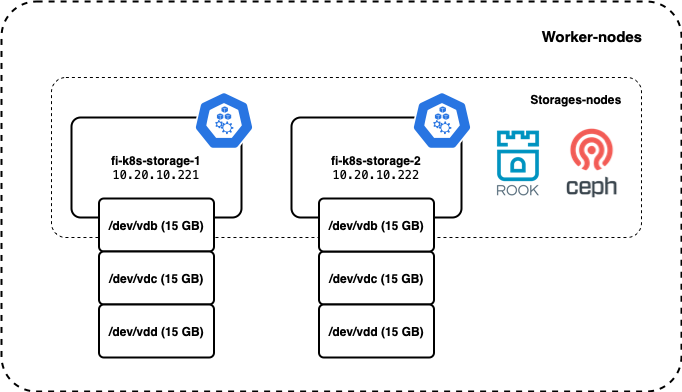 Worker-nodes
Storages-nodes
fi-k8s-storage-1
10.20.10.221
fi-k8s-storage-2
10.20.10.222
ROOK
ceph
/dev/vdb (15 GB)
/dev/vdb (15 GB)
/dev/vdc (15 GB)
/dev/vdc (15 GB)
/dev/vdd (15 GB)
/dev/vdd (15 GB)